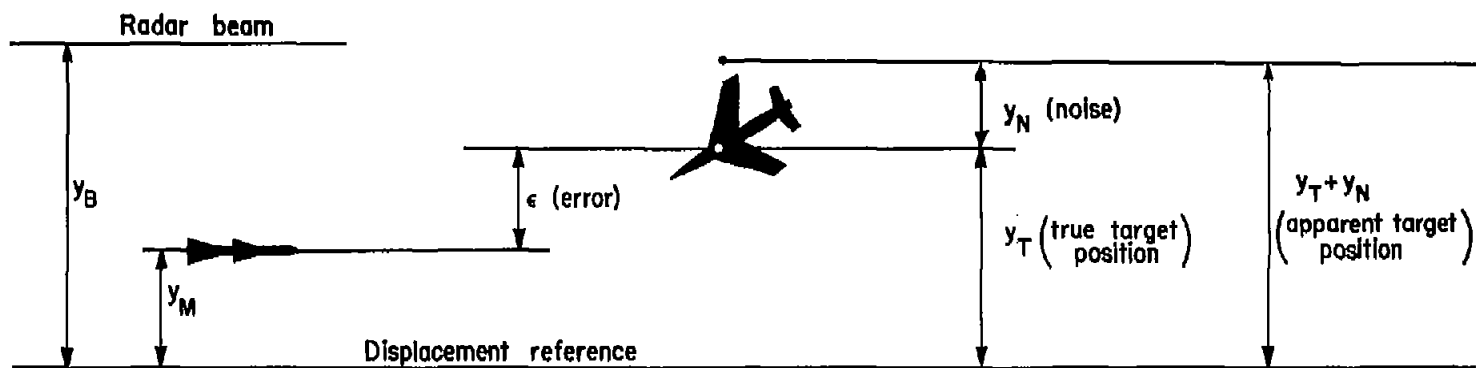 Radar beam
y_B
y_M
ϵ (error)
y_N (noise)
y_T (true target
position)
y_T + y_N
(apparent target
position)
Displacement reference